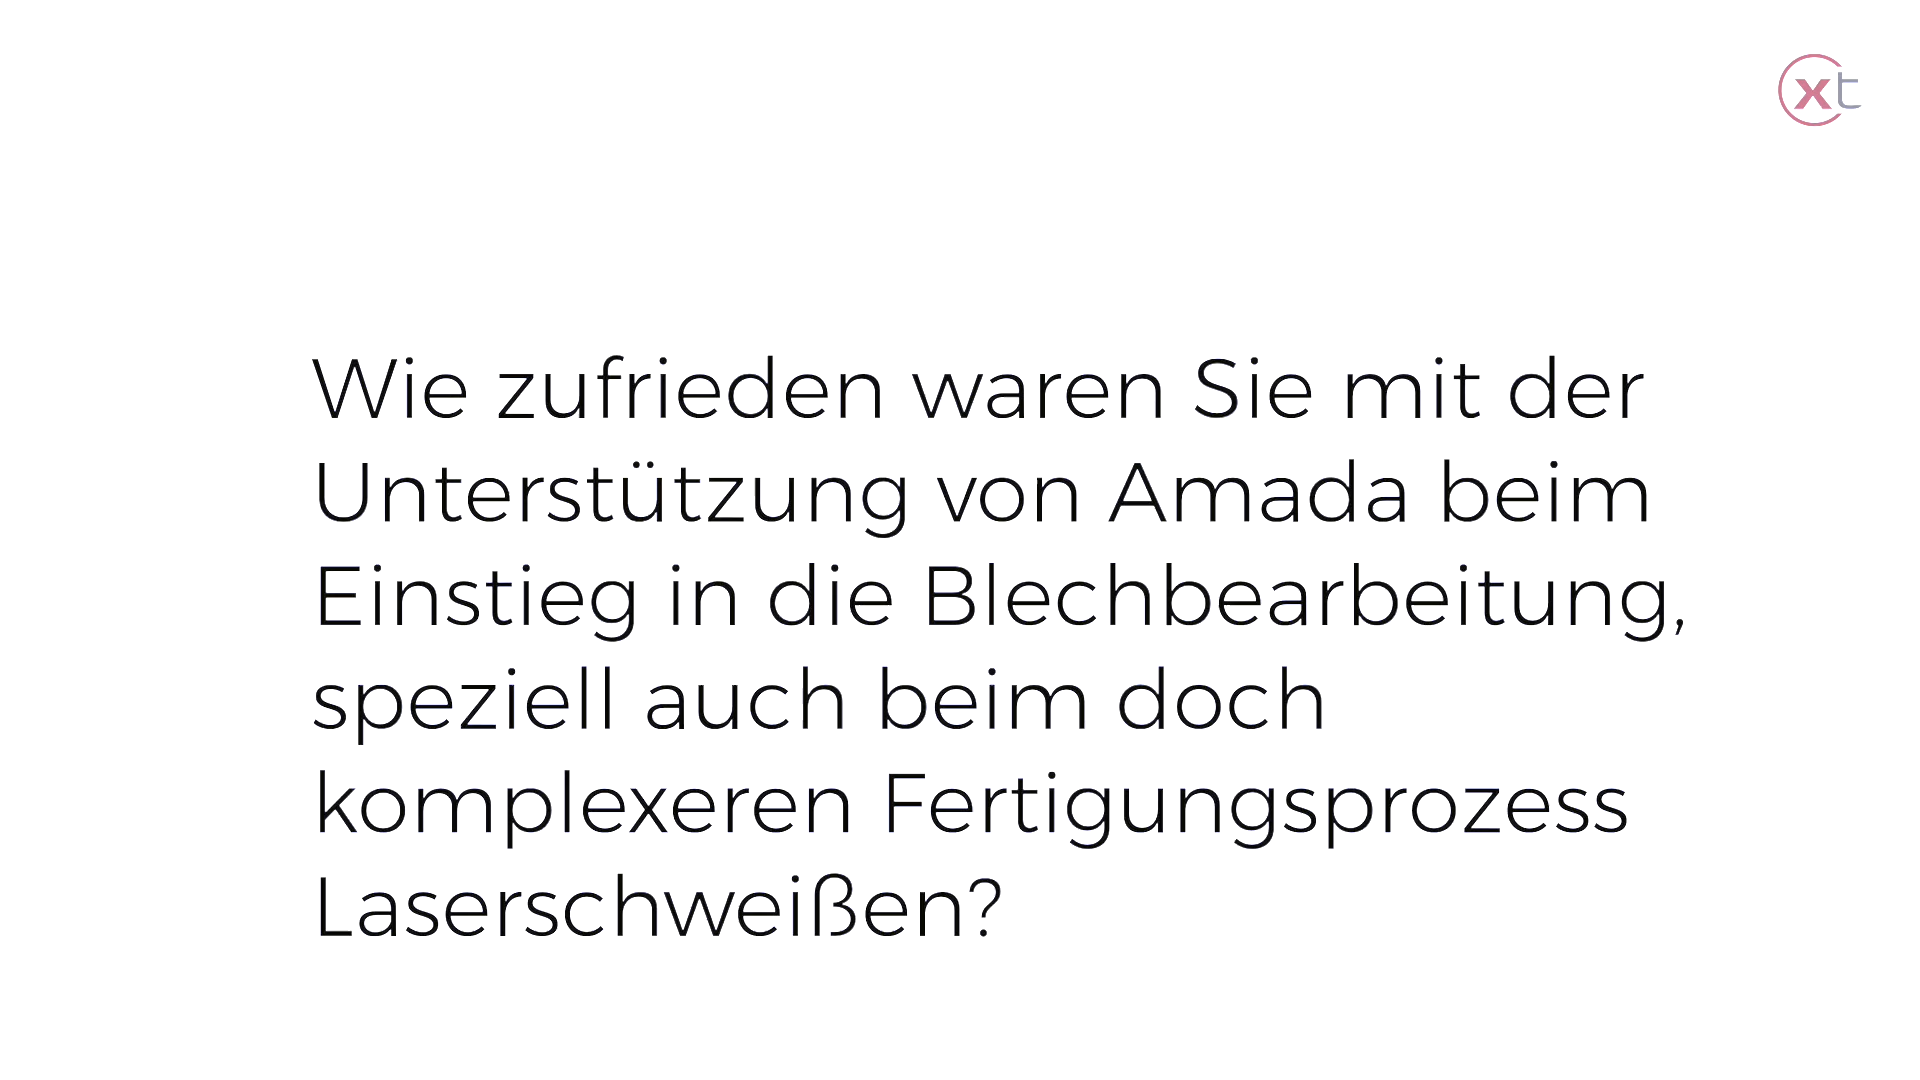 xt
Wie zufrieden waren Sie mit der
Unterstützung von Amada beim
Einstieg in die Blechbearbeitung,
speziell auch beim doch
komplexeren Fertigungsprozess
Laserschweißen?